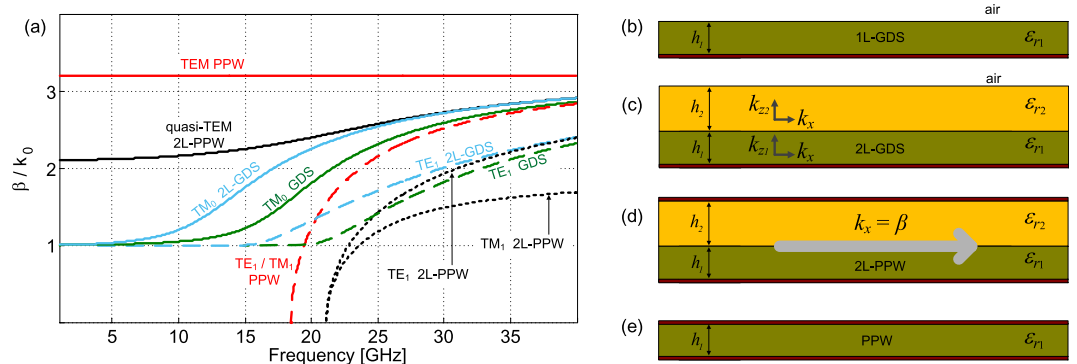 (a)
β / k₀
3
2
1
TEM PPW
quasi-TEM
2L-PPW
TM₀ 2L-GDS
TM₀ GDS
TE₁ 2L-GDS
TE₁ GDS
TE₁ / TM₁
PPW
TE₁ 2L-PPW
TM₁ 2L-PPW
5 10 15 20 25 30 35
Frequency [GHz]
air
(b)
h₁ 1L-GDS εr1
air
(c)
h₂ kz2 kx εr2
h₁ kz1 kx 2L-GDS εr1
(d)
h₂ kx = β εr2
h₁ 2L-PPW εr1
(e)
h₁ PPW εr1